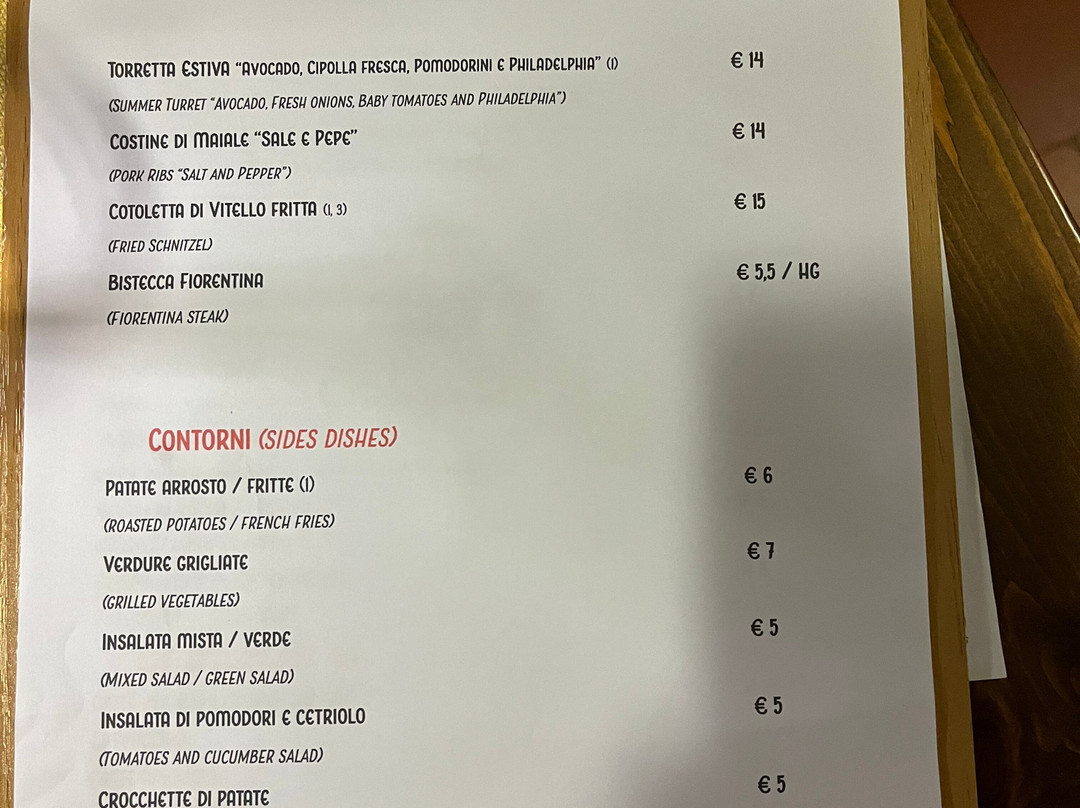 TORRETTA ESTIVA “AVOCADO, CIPOLLA FRESCA, POMODORINI E PHILADELPHIA” (1) € 14
(SUMMER TURRET “AVOCADO, FRESH ONIONS, BABY TOMATOES AND PHILADELPHIA”)
COSTINE DI MAIALE “SALE E PEPE” € 14
(PORK RIBS “SALT AND PEPPER”)
COTOLETTA DI VITELLO FRITTA (1, 3) € 15
(FRIED SCHNITZEL)
BISTECCA FIORENTINA € 5,5 / HG
(FIORENTINA STEAK)
CONTORNI (SIDES DISHES)
PATATE ARROSTO / FRITTE (1) € 6
(ROASTED POTATOES / FRENCH FRIES)
VERDURE GRIGLIATE € 7
(GRILLED VEGETABLES)
INSALATA MISTA / VERDE € 5
(MIXED SALAD / GREEN SALAD)
INSALATA DI POMODORI E CETRIOLO € 5
(TOMATOES AND CUCUMBER SALAD)
CROCCHETTE DI PATATE € 5